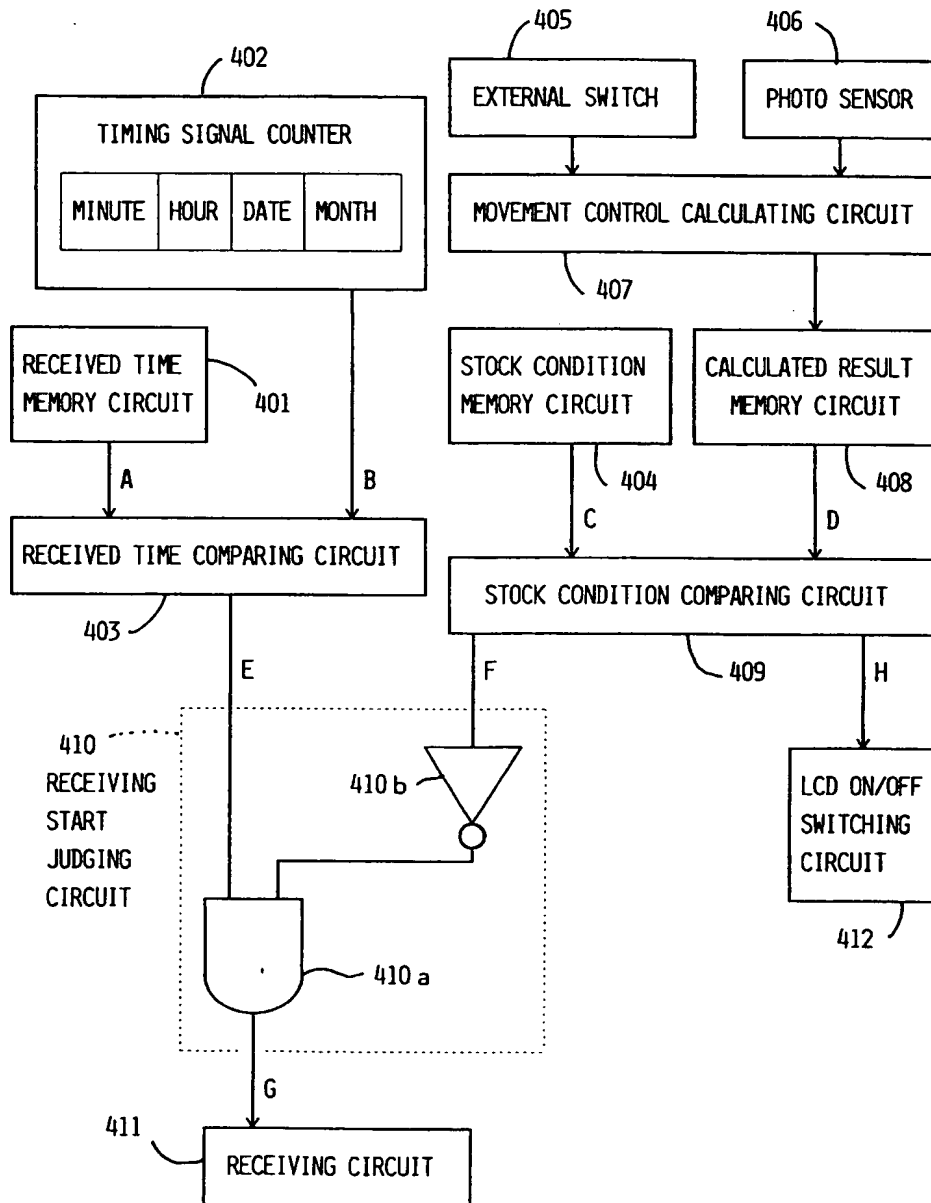 402
405
406
TIMING SIGNAL COUNTER
MINUTE HOUR DATE MONTH
EXTERNAL SWITCH
PHOTO SENSOR
MOVEMENT CONTROL CALCULATING CIRCUIT
407
RECEIVED TIME
MEMORY CIRCUIT
401
STOCK CONDITION
MEMORY CIRCUIT
404
CALCULATED RESULT
MEMORY CIRCUIT
408
A
B
C
D
RECEIVED TIME COMPARING CIRCUIT
403
STOCK CONDITION COMPARING CIRCUIT
409
E
F
H
410
RECEIVING
START
JUDGING
CIRCUIT
410b
410a
LCD ON/OFF
SWITCHING
CIRCUIT
412
G
411
RECEIVING CIRCUIT